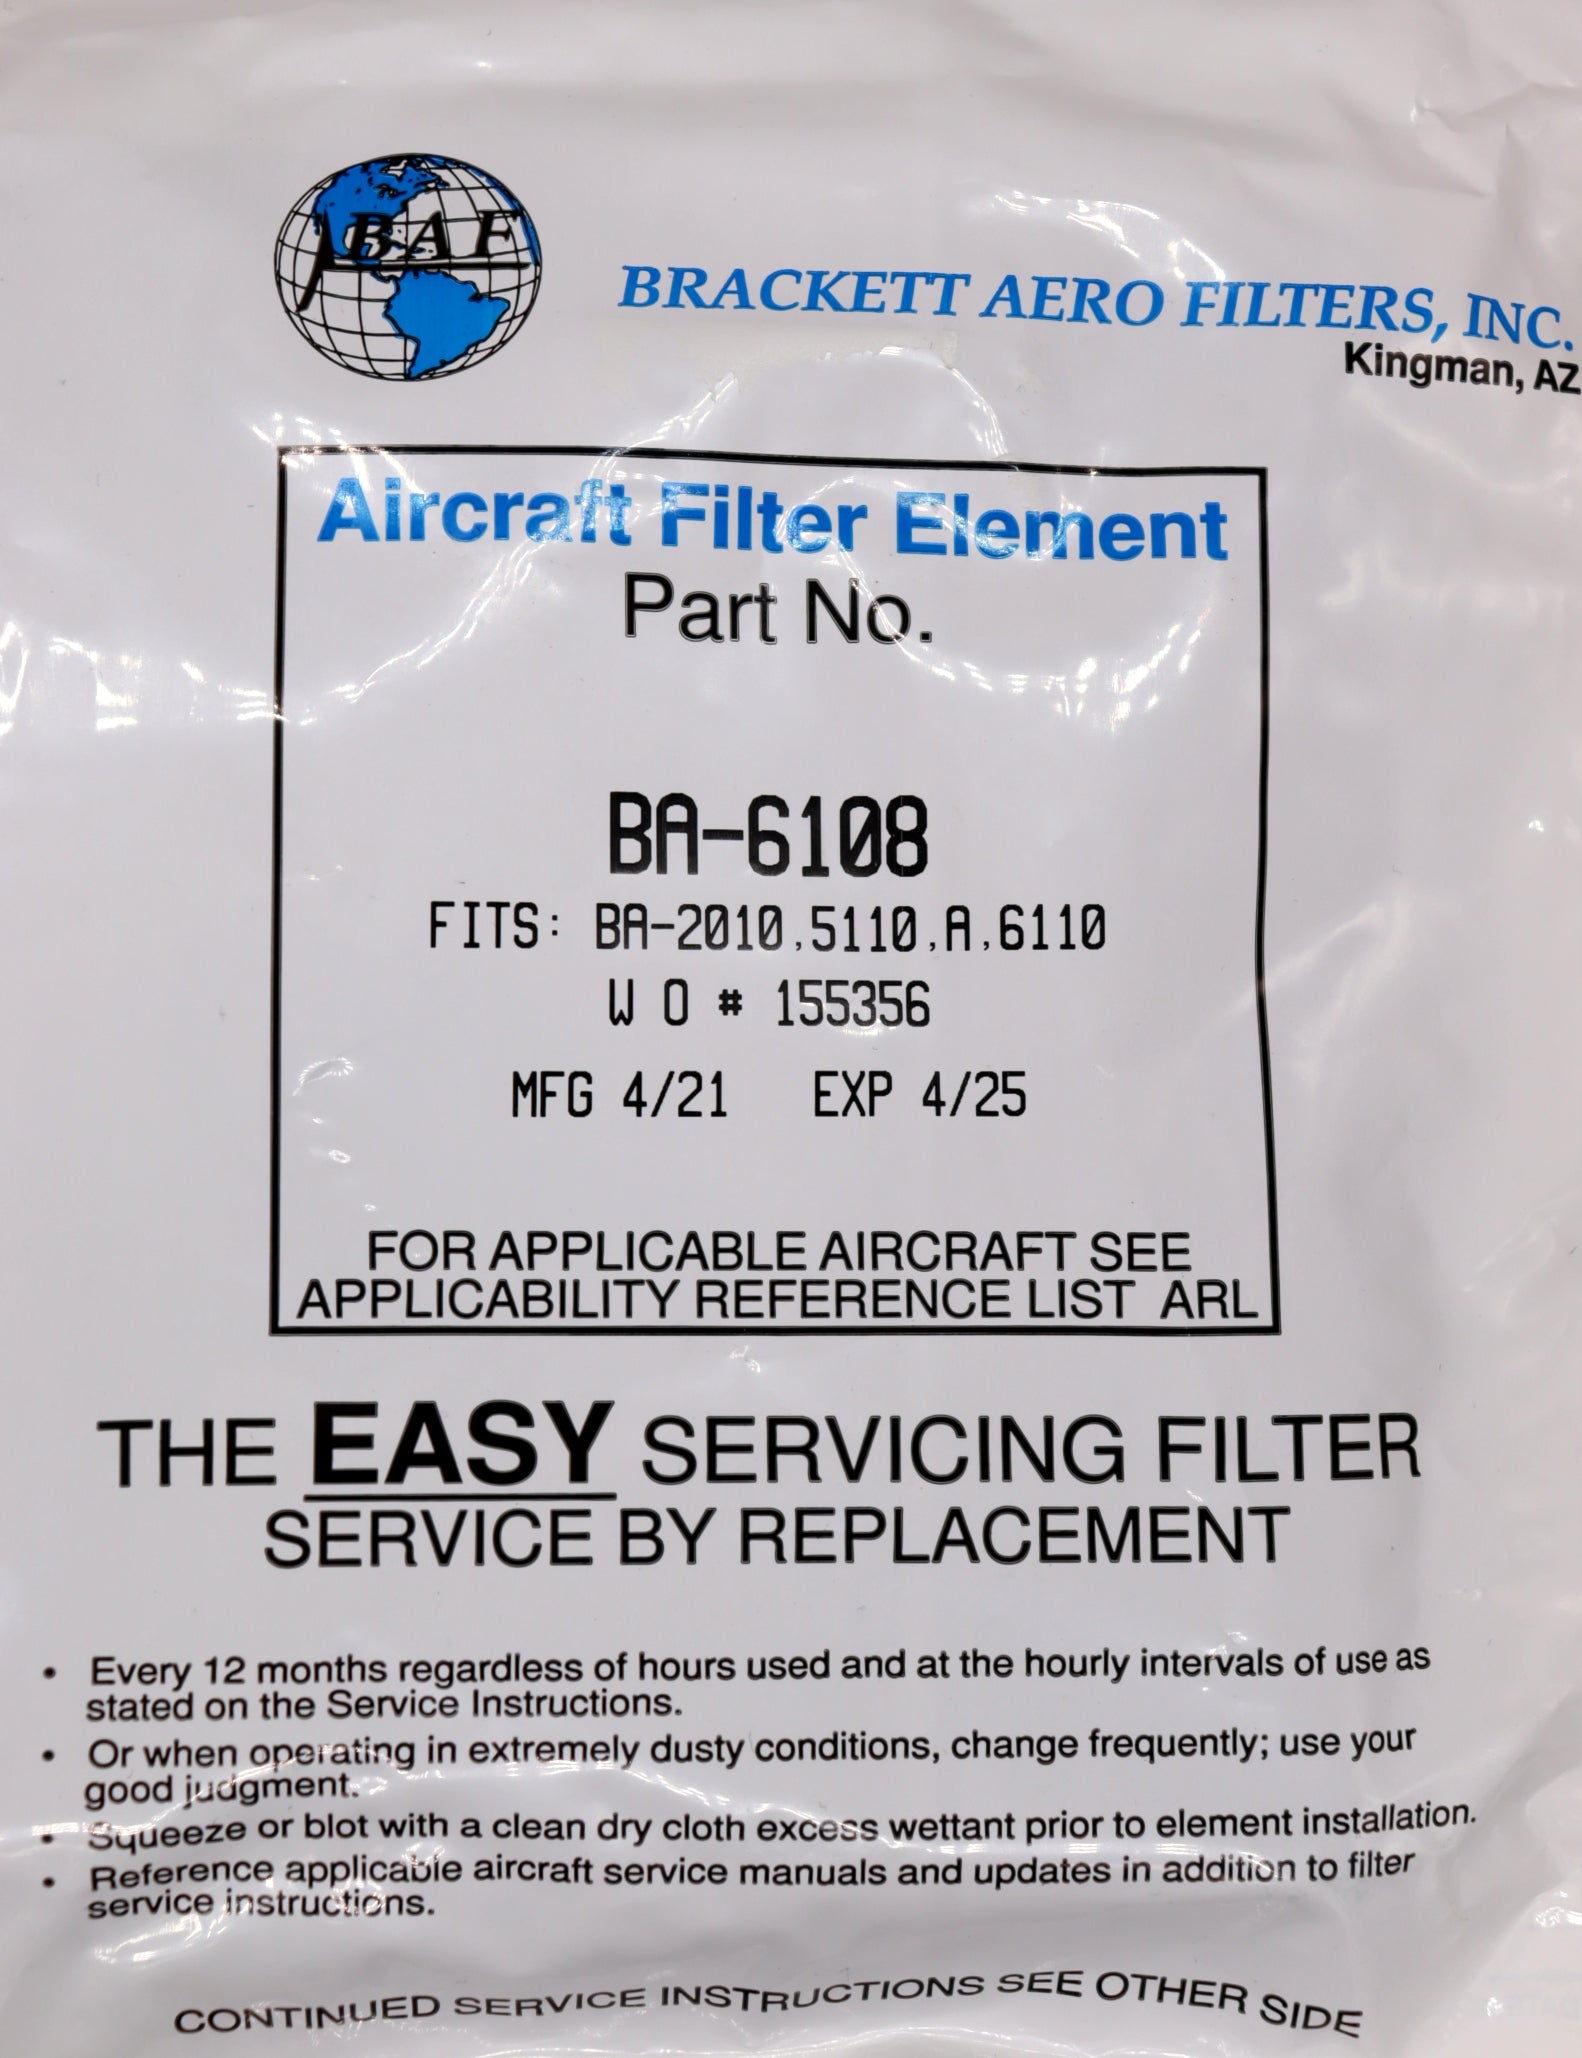 BAF
BRACKETT AERO FILTERS, INC.
Kingman, AZ
Aircraft Filter Element
Part No.
BA-6108
FITS: BA-2010,5110,A,6110
W O # 155356
MFG 4/21 EXP 4/25
FOR APPLICABLE AIRCRAFT SEE
APPLICABILITY REFERENCE LIST ARL
THE EASY SERVICING FILTER
SERVICE BY REPLACEMENT
• Every 12 months regardless of hours used and at the hourly intervals of use as
stated on the Service Instructions.
• Or when operating in extremely dusty conditions, change frequently; use your
good judgment.
• Squeeze or blot with a clean dry cloth excess wettant prior to element installation.
• Reference applicable aircraft service manuals and updates in addition to filter
service instructions.
CONTINUED SERVICE INSTRUCTIONS SEE OTHER SIDE